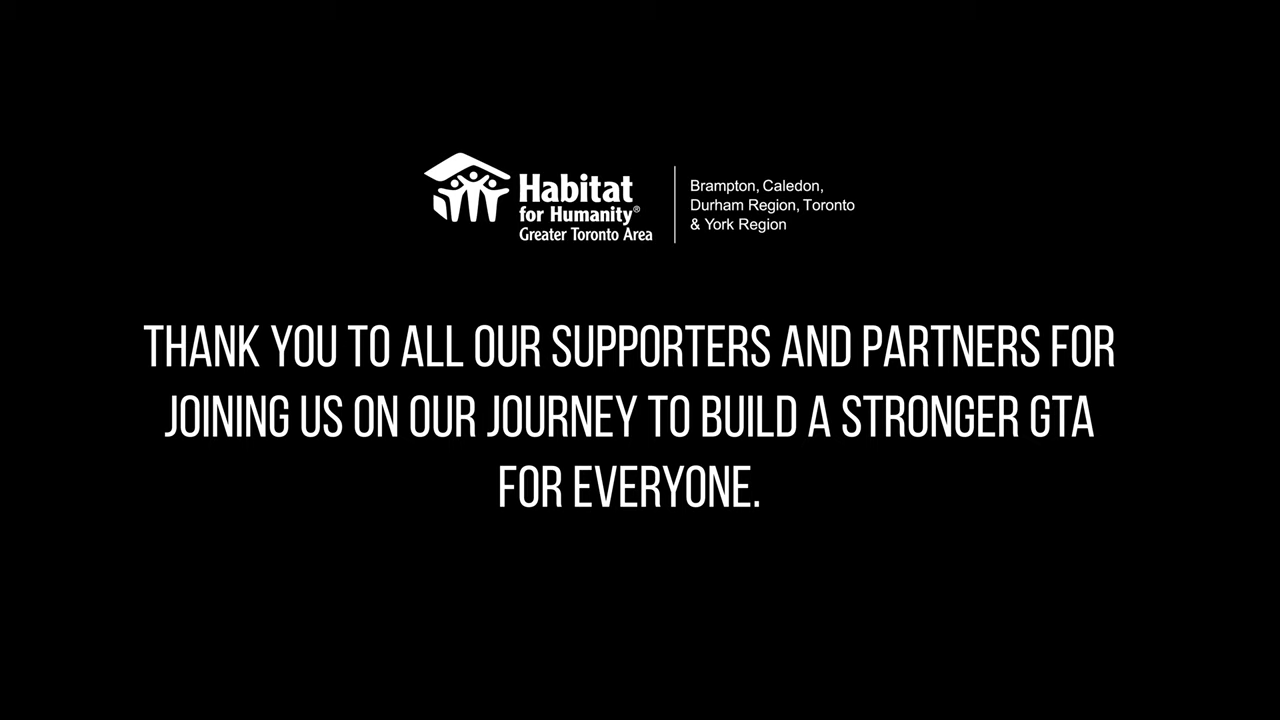 Habitat
for Humanity®
Greater Toronto Area
Brampton, Caledon,
Durham Region, Toronto
& York Region
THANK YOU TO ALL OUR SUPPORTERS AND PARTNERS FOR
JOINING US ON OUR JOURNEY TO BUILD A STRONGER GTA
FOR EVERYONE.